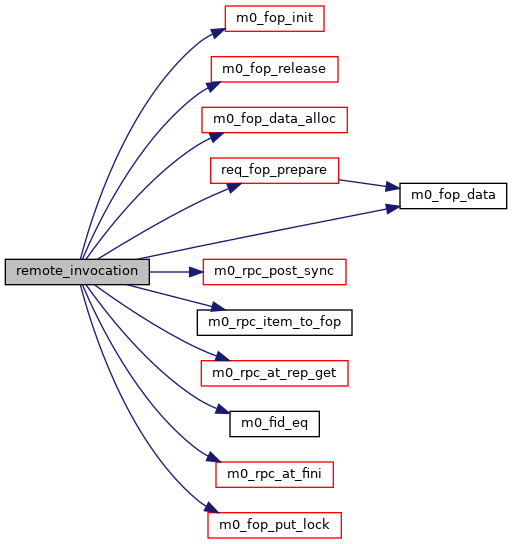 m0_fop_init
m0_fop_release
m0_fop_data_alloc
req_fop_prepare
m0_fop_data
remote_invocation
m0_rpc_post_sync
m0_rpc_item_to_fop
m0_rpc_at_rep_get
m0_fid_eq
m0_rpc_at_fini
m0_fop_put_lock